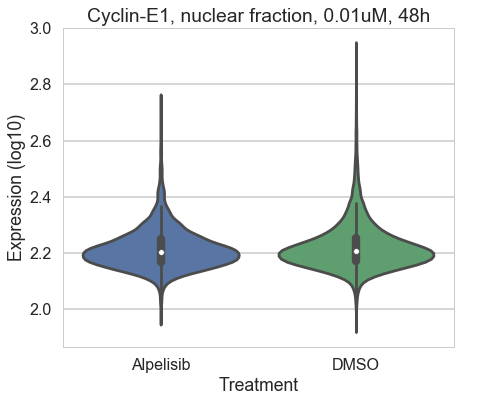 Cyclin-E1, nuclear fraction, 0.01uM, 48h
3.0
2.8
2.6
2.4
2.2
2.0
Expression (log10)
Alpelisib DMSO
Treatment